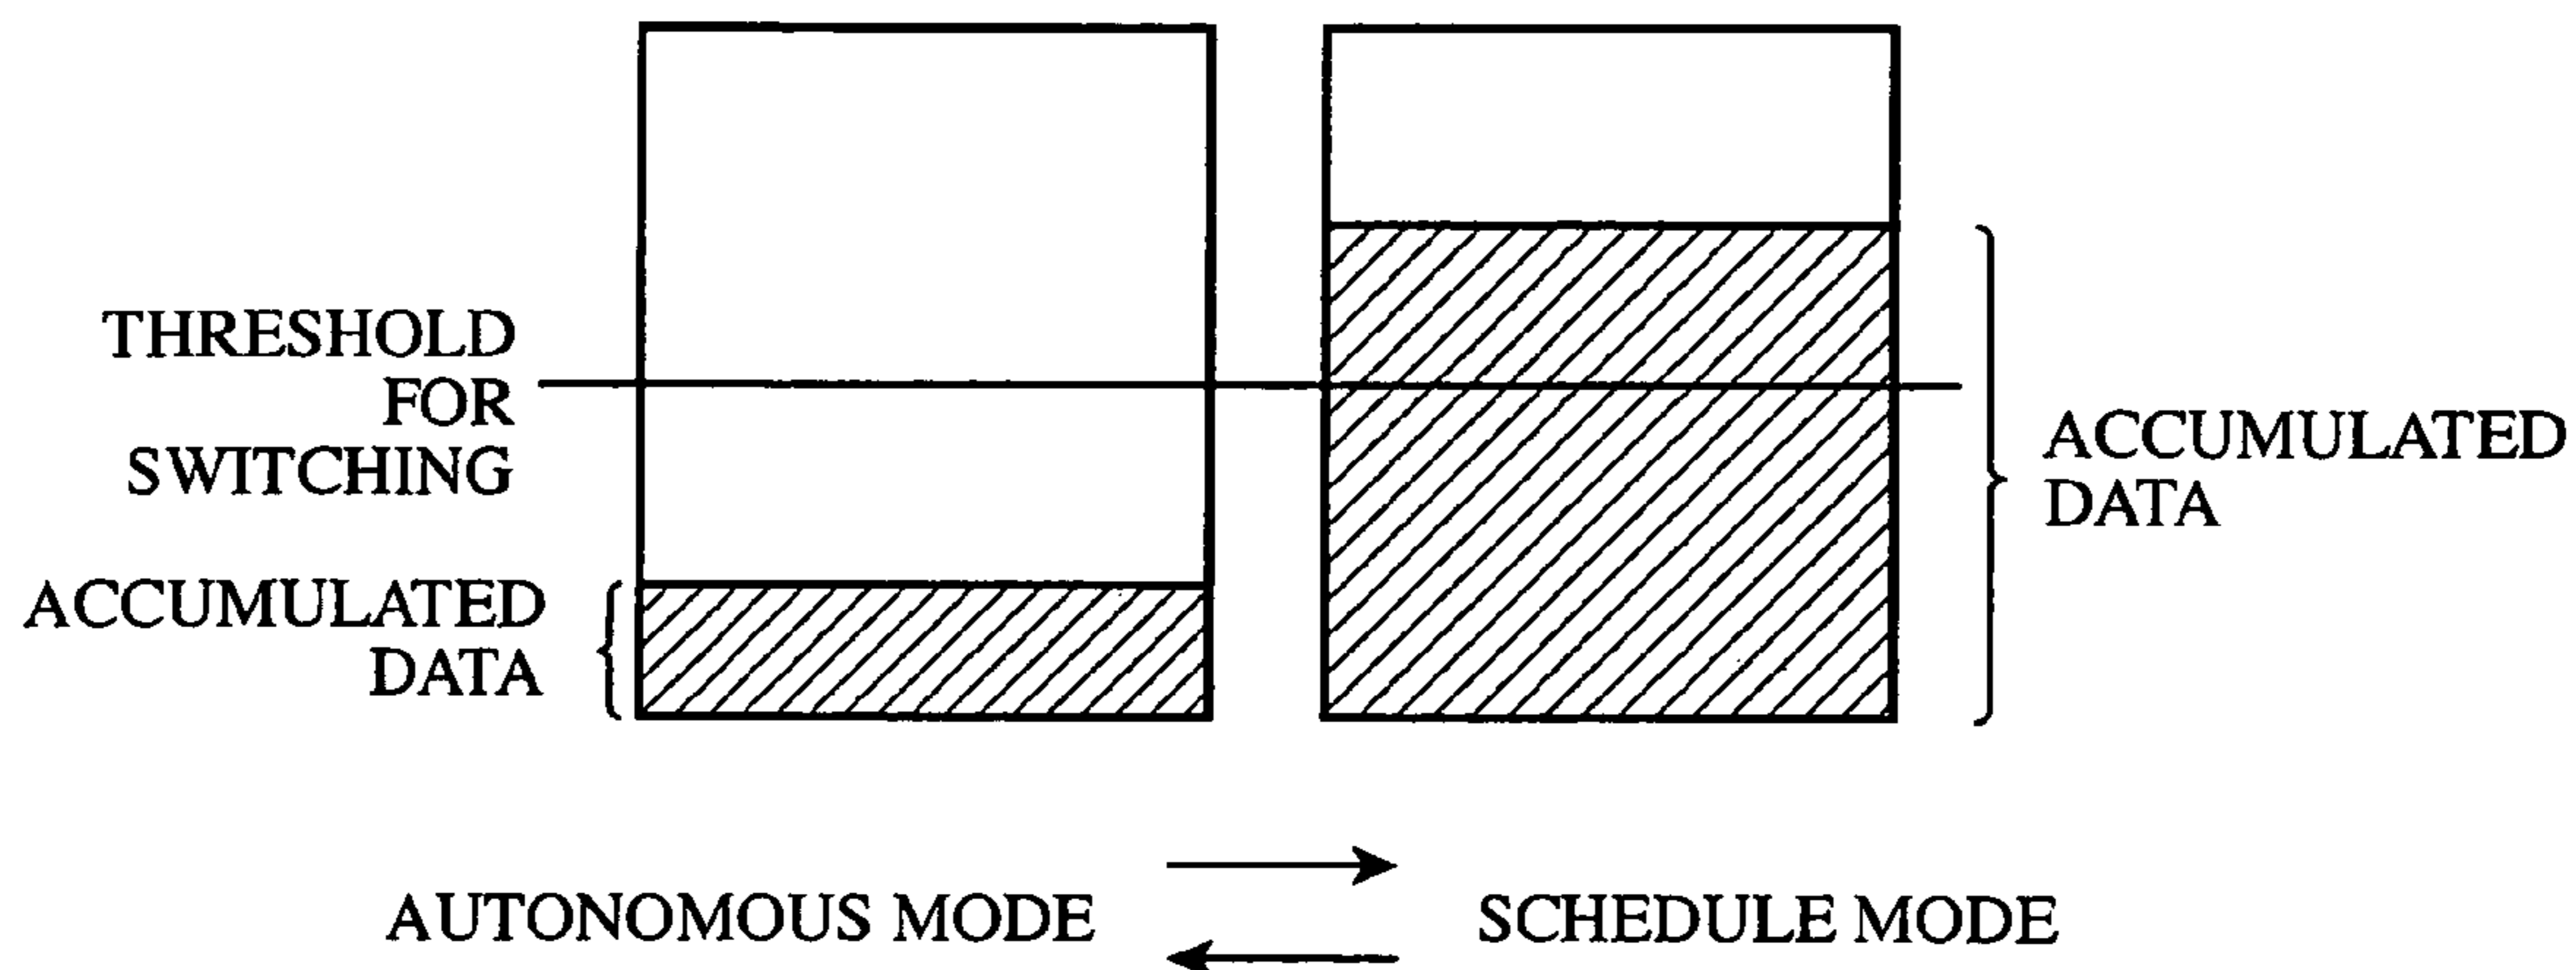 THRESHOLD
FOR
SWITCHING
ACCUMULATED
DATA
ACCUMULATED
DATA
AUTONOMOUS MODE
SCHEDULE MODE